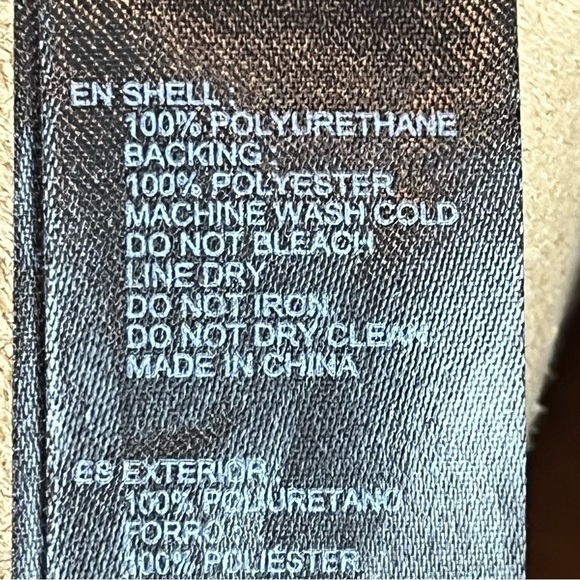 EN SHELL :
100% POLYURETHANE
BACKING :
100% POLYESTER
MACHINE WASH COLD
DO NOT BLEACH
LINE DRY
DO NOT IRON
DO NOT DRY CLEAN
MADE IN CHINA
ES EXTERIOR :
100% POLIURETANO
FORRO :
100% POLIESTER